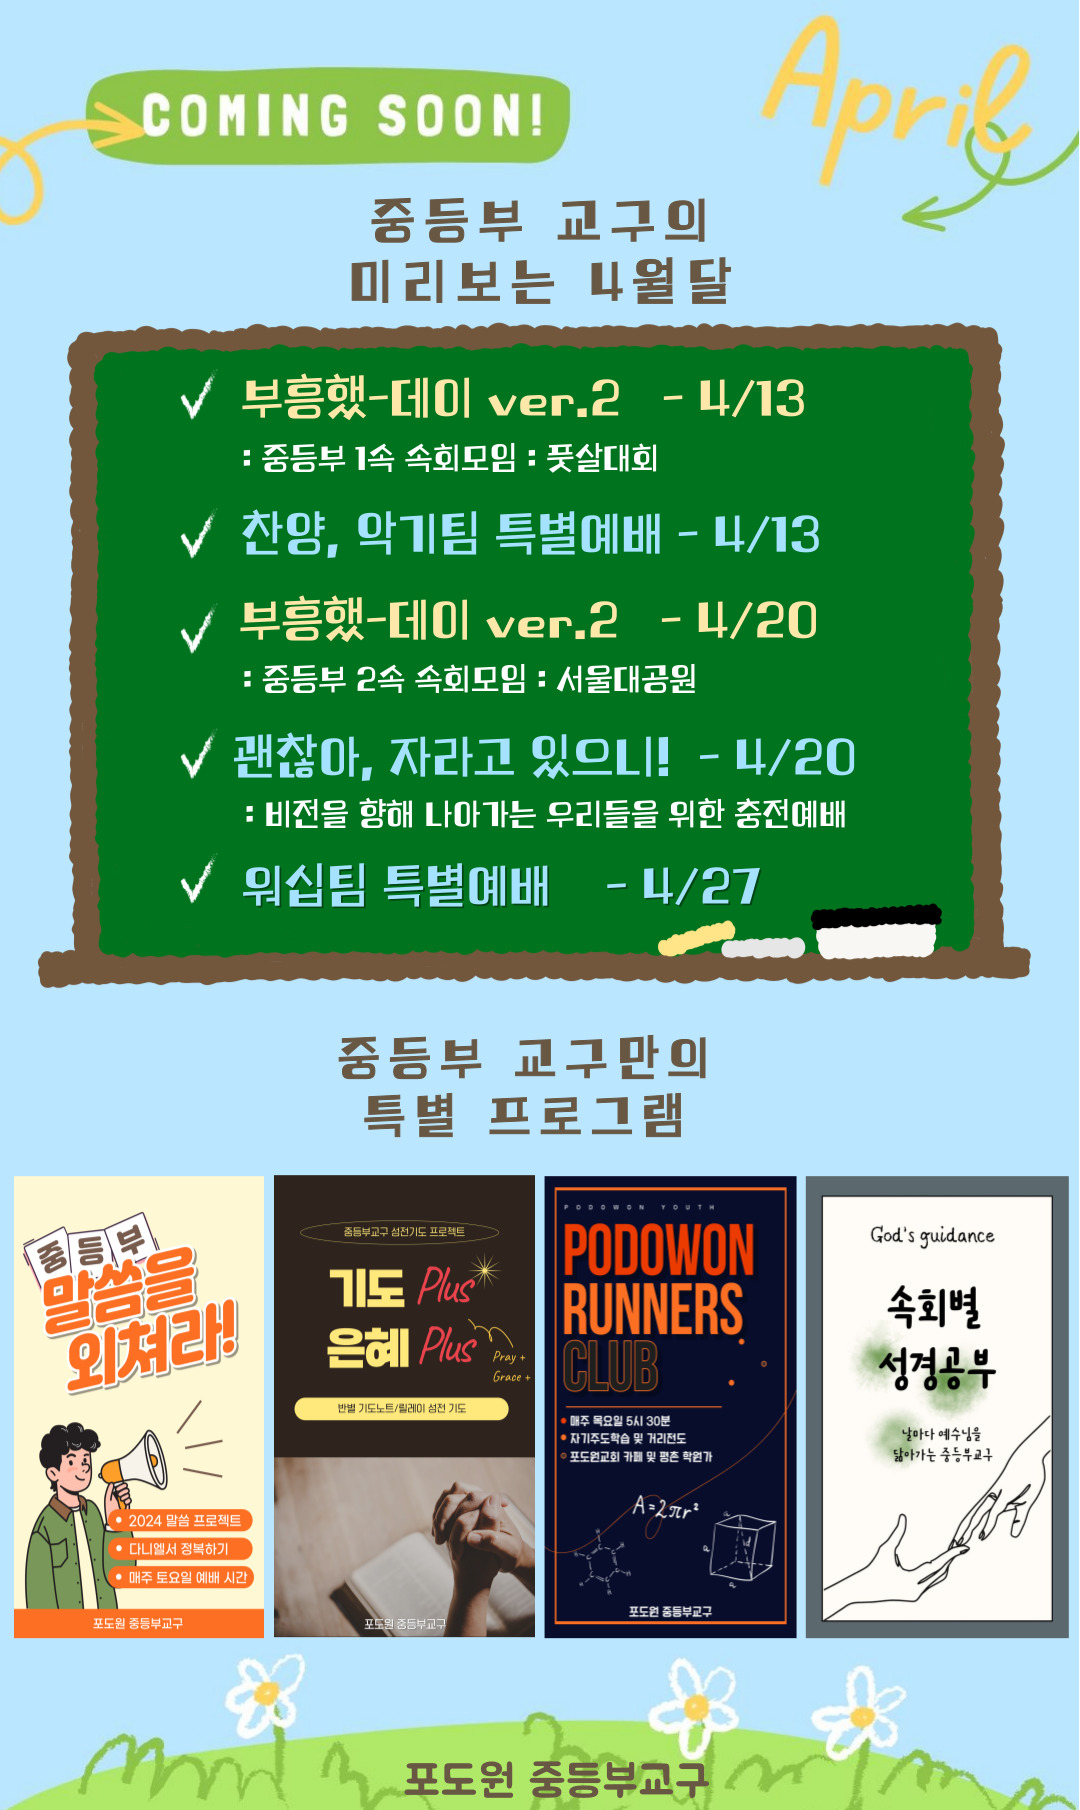 COMING SOON!
April
중등부 교구의
미리보는 4월달
부흥했-데이 ver.2 - 4/13
: 중등부 1속 속회모임 : 풋살대회
찬양, 악기팀 특별예배 - 4/13
부흥했-데이 ver.2 - 4/20
: 중등부 2속 속회모임 : 서울대공원
괜찮아, 자라고 있으니! - 4/20
: 비전을 향해 나아가는 우리들을 위한 충전예배
워십팀 특별예배 - 4/27
중등부 교구만의
특별 프로그램
중등부
말씀을
외쳐라!
• 2024 말씀 프로젝트
• 다니엘서 정복하기
• 매주 토요일 예배 시간
포도원 중등부교구
중등부교구 성전기도 프로젝트
기도 Plus
은혜 Plus
Pray +
Grace +
반별 기도노트/릴레이 성전 기도
포도원 중등부교구
PODOWON YOUTH
PODOWON
RUNNERS
CLUB
• 매주 목요일 5시 30분
• 자기주도학습 및 거리전도
• 포도원교회 카페 및 평촌 학원가
A=2πr²
포도원 중등부교구
God's guidance
속회별
성경공부
날마다 예수님을
닮아가는 중등부교구
포도원 중등부교구